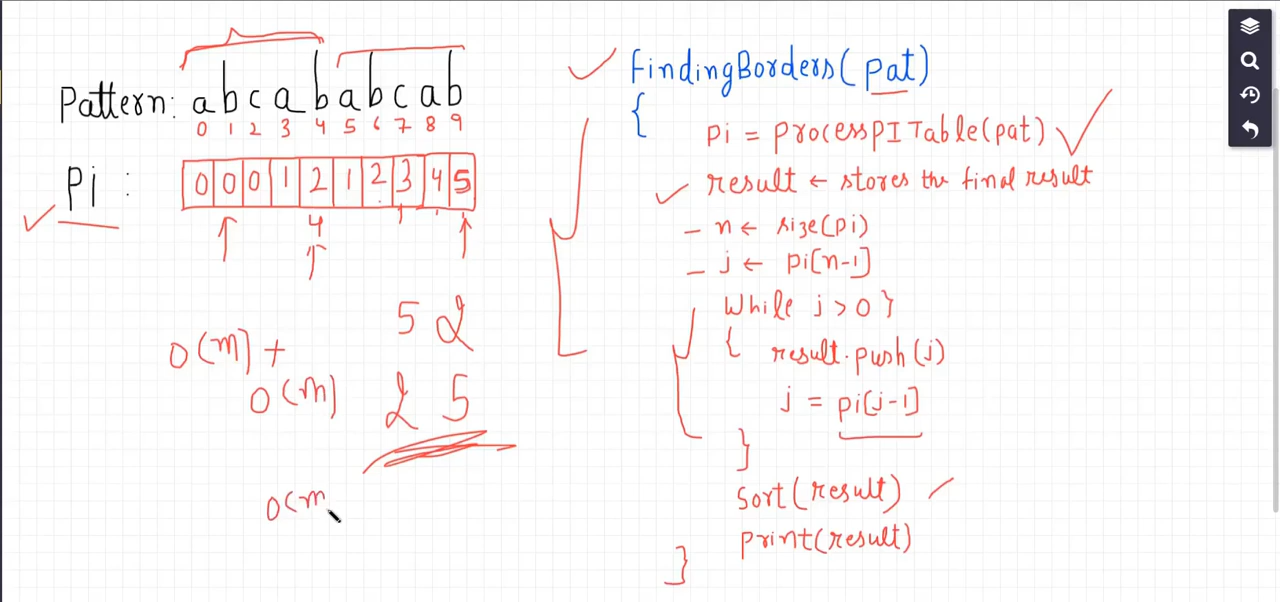 Pattern: a b c a b a b c a b
0 1 2 3 4 5 6 7 8 9
Pi : 0 0 0 1 2 1 2 3 4 5
4
5 2
O(m) +
O(m)
2 5
O(m
FindingBorders(pat)
{
pi = processPITable(pat)
result ← stores the final result
- n ← size(pi)
- j ← pi[n-1]
While j > 0 }
{ result.push(j)
j = pi[j-1]
}
Sort(result)
print(result)
}